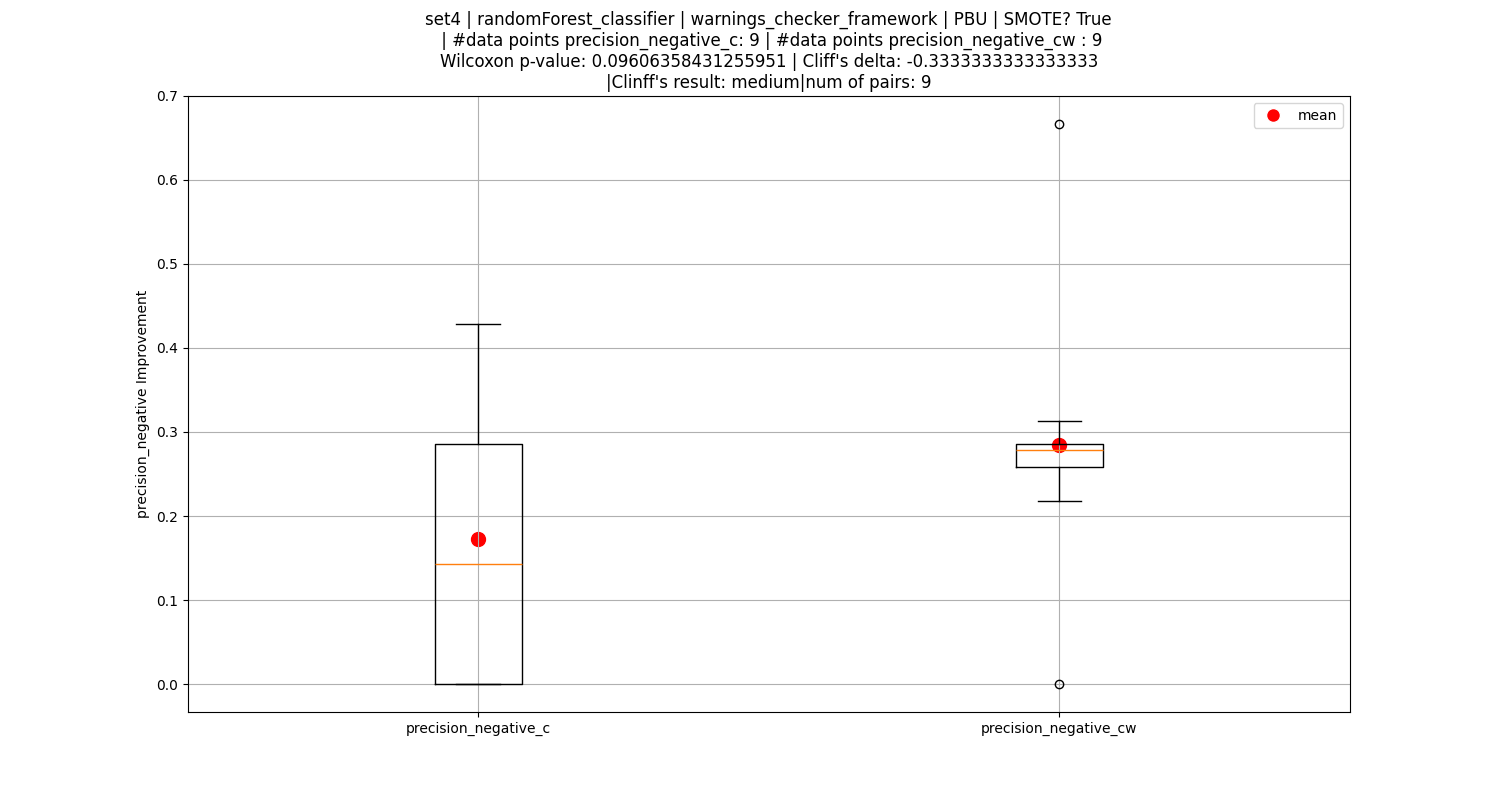 set4 | randomForest_classifier | warnings_checker_framework | PBU | SMOTE? True
| #data points precision_negative_c: 9 | #data points precision_negative_cw : 9
Wilcoxon p-value: 0.09606358431255951 | Cliff's delta: -0.3333333333333333
|Clinff's result: medium|num of pairs: 9
0.7
mean
0.6
0.5
0.4
0.3
0.2
0.1
0.0
precision_negative Improvement
precision_negative_c
precision_negative_cw